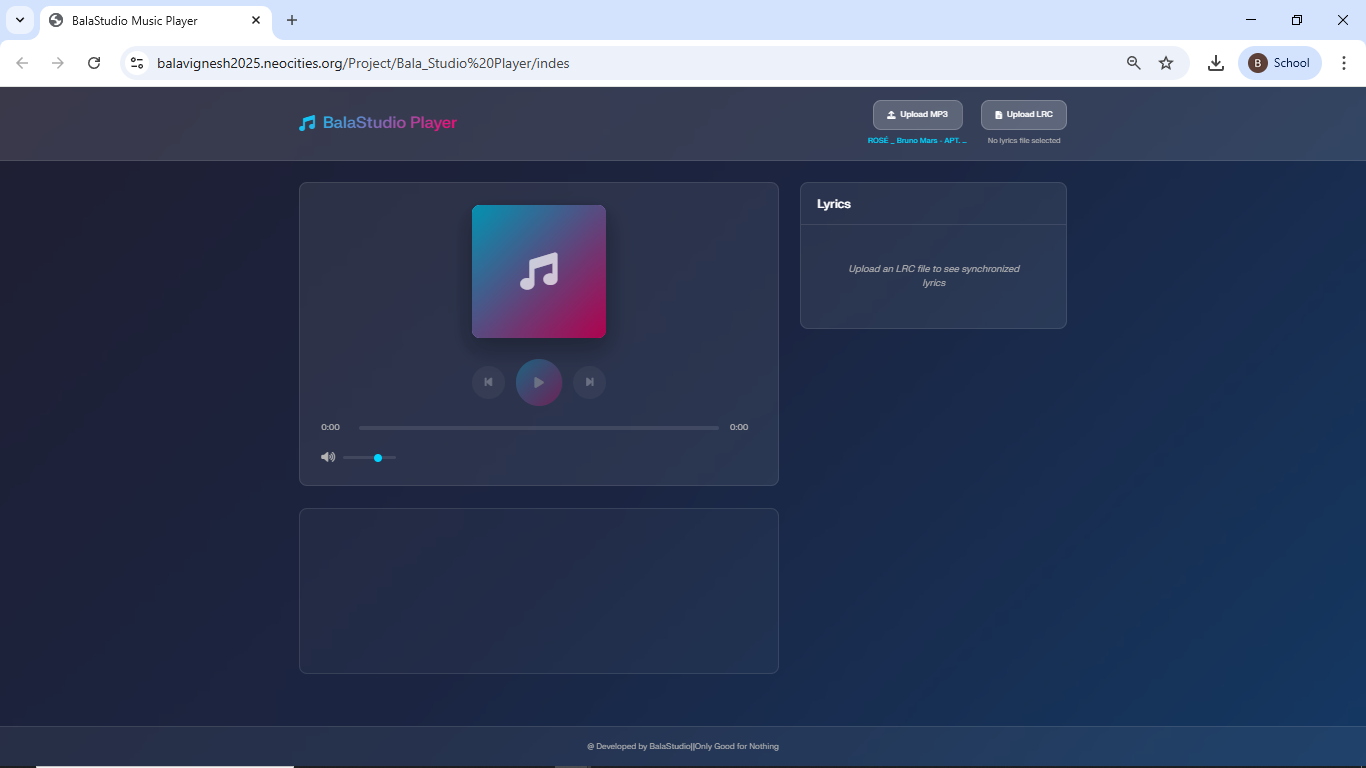 BalaStudio Music Player
balavignesh2025.neocities.org/Project/Bala_Studio%20Player/indes
B
School
BalaStudio Player
Upload MP3
Upload LRC
ROSÉ _ Bruno Mars - APT. ...
No lyrics file selected
Lyrics
Upload an LRC file to see synchronized
lyrics
0:00
0:00
@ Developed by BalaStudio||Only Good for Nothing